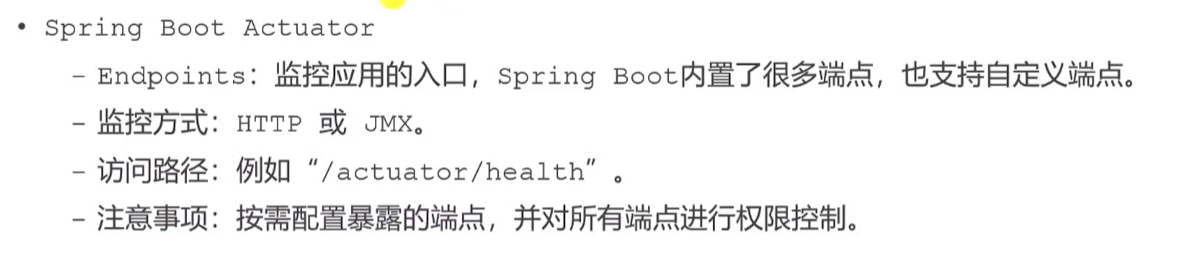 • Spring Boot Actuator
– Endpoints：监控应用的入口，Spring Boot内置了很多端点，也支持自定义端点。
– 监控方式：HTTP 或 JMX。
– 访问路径：例如“/actuator/health”。
– 注意事项：按需配置暴露的端点，并对所有端点进行权限控制。